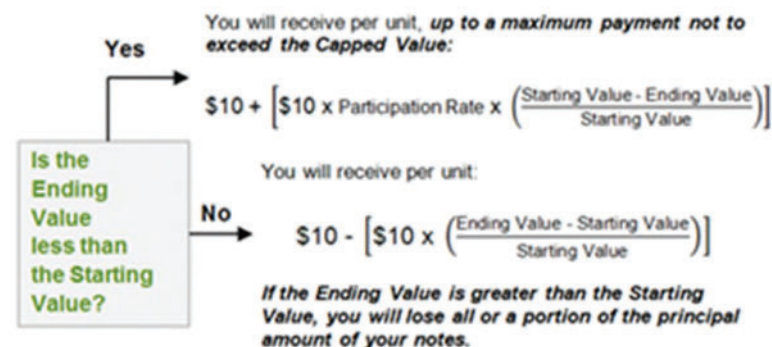 You will receive per unit, up to a maximum payment not to
exceed the Capped Value:
Yes
$10 + [$10 x Participation Rate x (Starting Value - Ending Value / Starting Value)]
Is the
Ending
Value
less than
the Starting
Value?
You will receive per unit:
No
$10 - [$10 x (Ending Value - Starting Value / Starting Value)]
If the Ending Value is greater than the Starting
Value, you will lose all or a portion of the principal
amount of your notes.